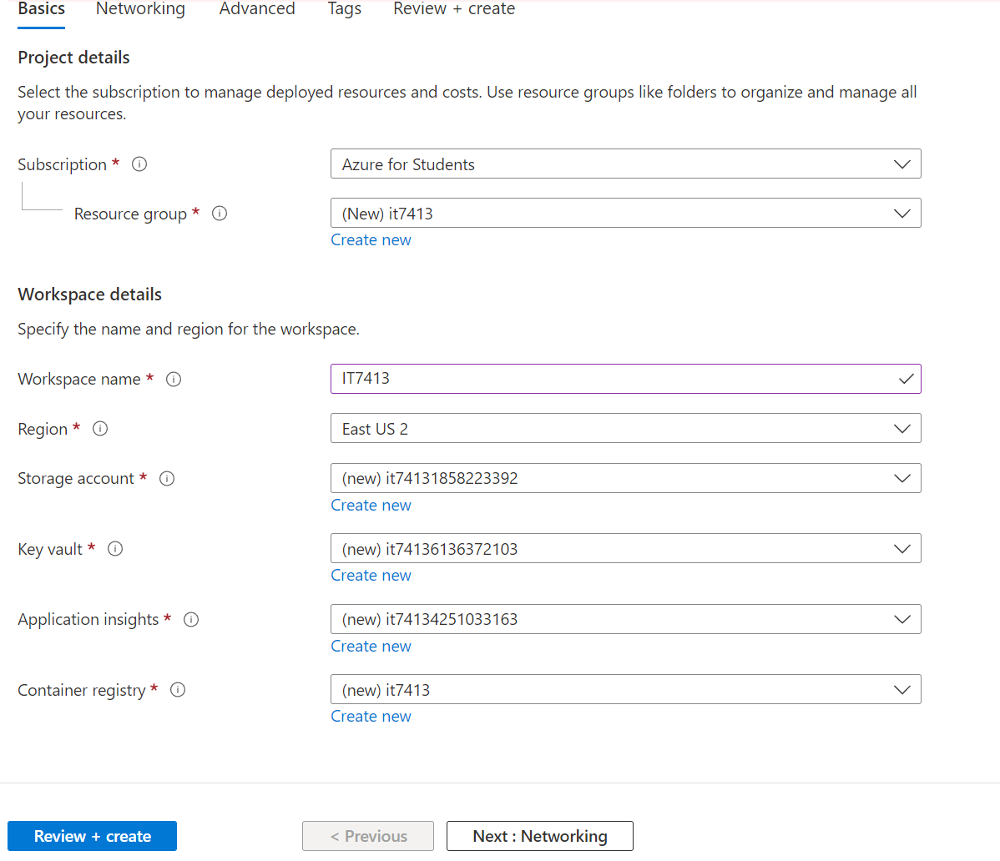 Basics Networking Advanced Tags Review + create
Project details
Select the subscription to manage deployed resources and costs. Use resource groups like folders to organize and manage all
your resources.
Subscription * Azure for Students
Resource group * (New) it7413
Create new
Workspace details
Specify the name and region for the workspace.
Workspace name * IT7413
Region * East US 2
Storage account * (new) it74131858223392
Create new
Key vault * (new) it74136136372103
Create new
Application insights * (new) it74134251033163
Create new
Container registry * (new) it7413
Create new
Review + create < Previous Next : Networking